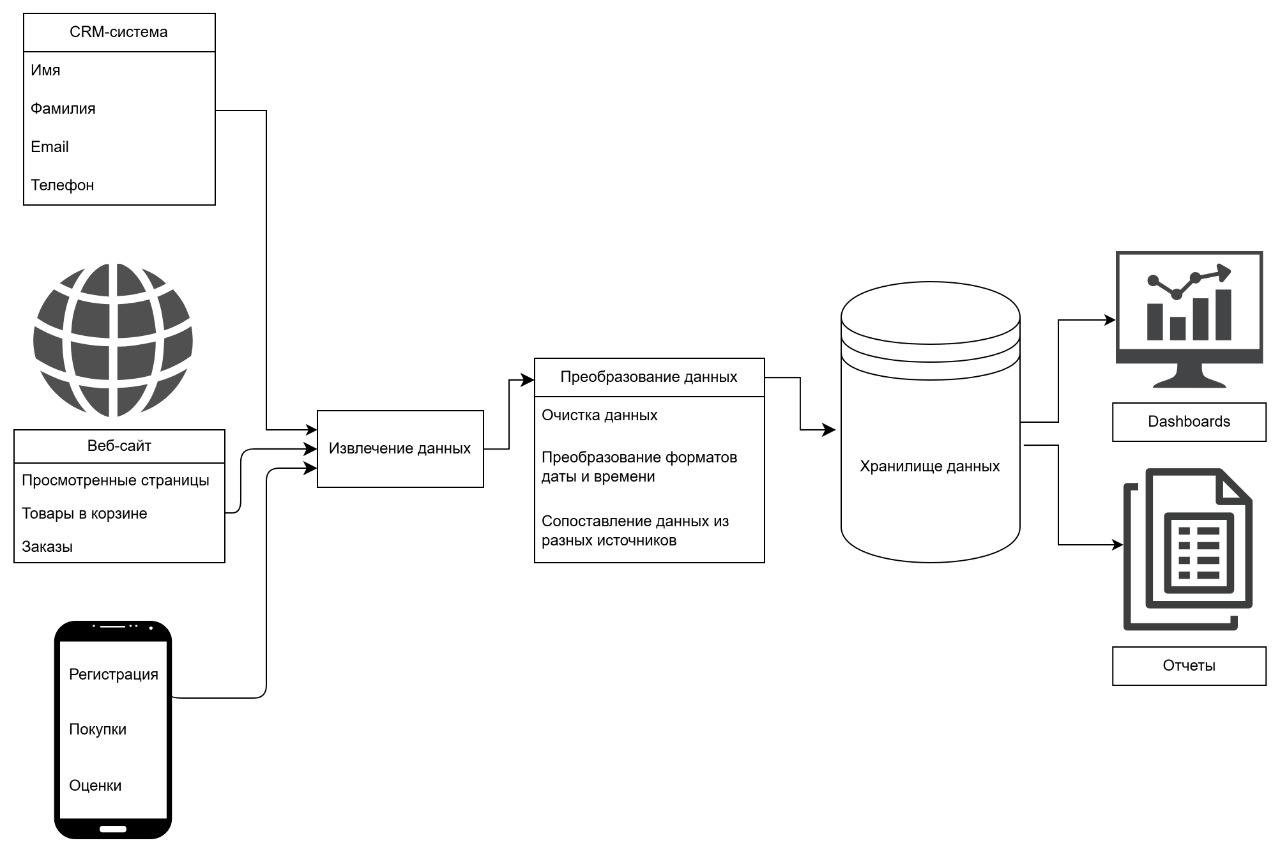 CRM-система
Имя
Фамилия
Email
Телефон
Веб-сайт
Просмотренные страницы
Товары в корзине
Заказы
Регистрация
Покупки
Оценки
Извлечение данных
Преобразование данных
Очистка данных
Преобразование форматов
даты и времени
Сопоставление данных из
разных источников
Хранилище данных
Dashboards
Отчеты